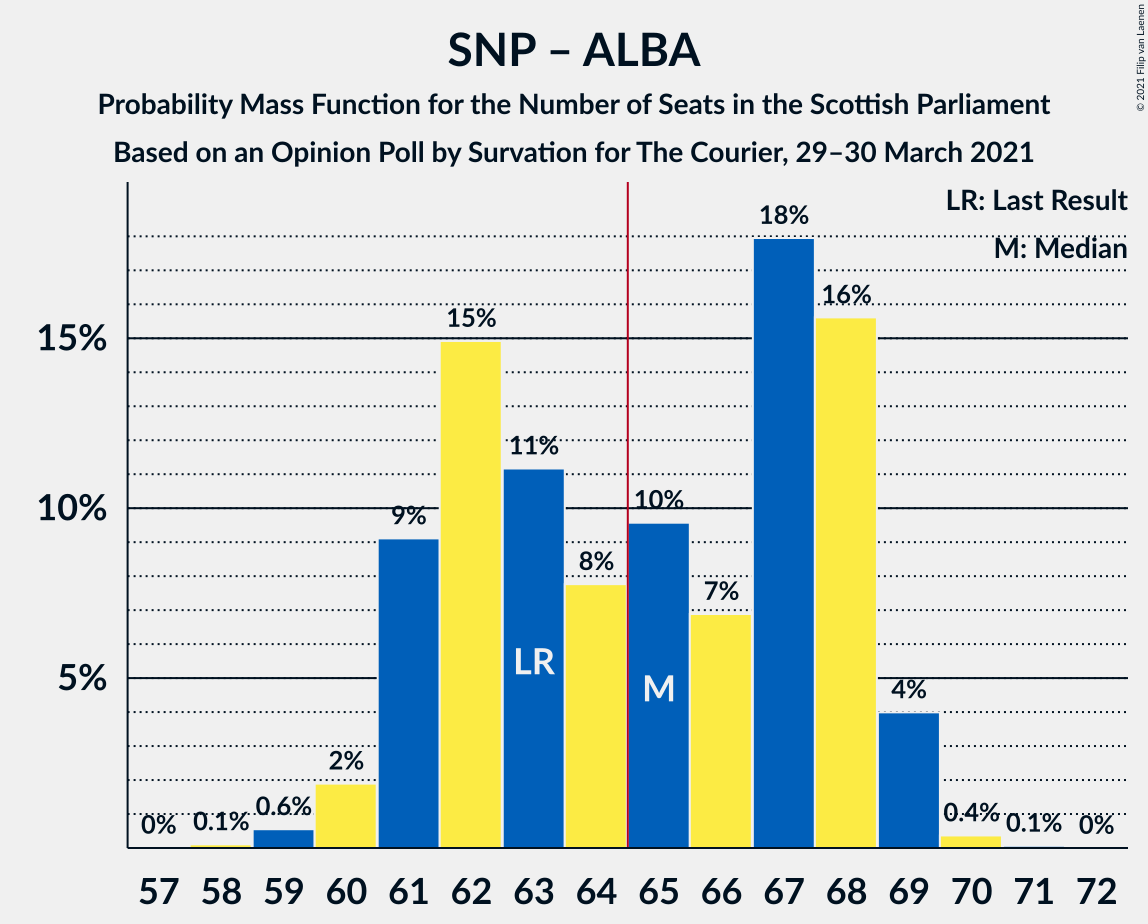 SNP – ALBA
Probability Mass Function for the Number of Seats in the Scottish Parliament
Based on an Opinion Poll by Survation for The Courier, 29–30 March 2021
© 2021 Filip van Laenen
LR: Last Result
M: Median
15%
10%
5%
0%
0.1%
0.6%
2%
9%
15%
11%
8%
10%
7%
18%
16%
4%
0.4%
0.1%
0%
LR
M
57 58 59 60 61 62 63 64 65 66 67 68 69 70 71 72